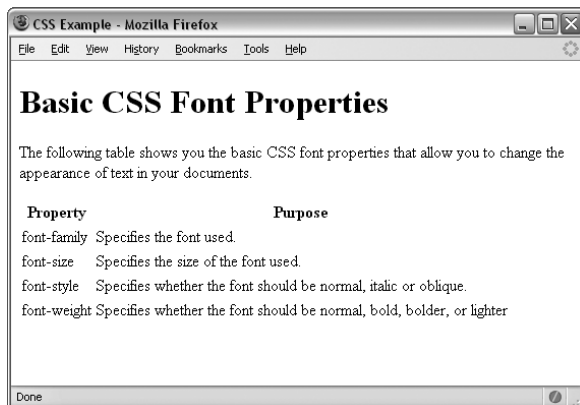 CSS Example - Mozilla Firefox
File Edit View History Bookmarks Tools Help
Basic CSS Font Properties
The following table shows you the basic CSS font properties that allow you to change the
appearance of text in your documents.
Property Purpose
font-family Specifies the font used.
font-size Specifies the size of the font used.
font-style Specifies whether the font should be normal, italic or oblique.
font-weight Specifies whether the font should be normal, bold, bolder, or lighter
Done